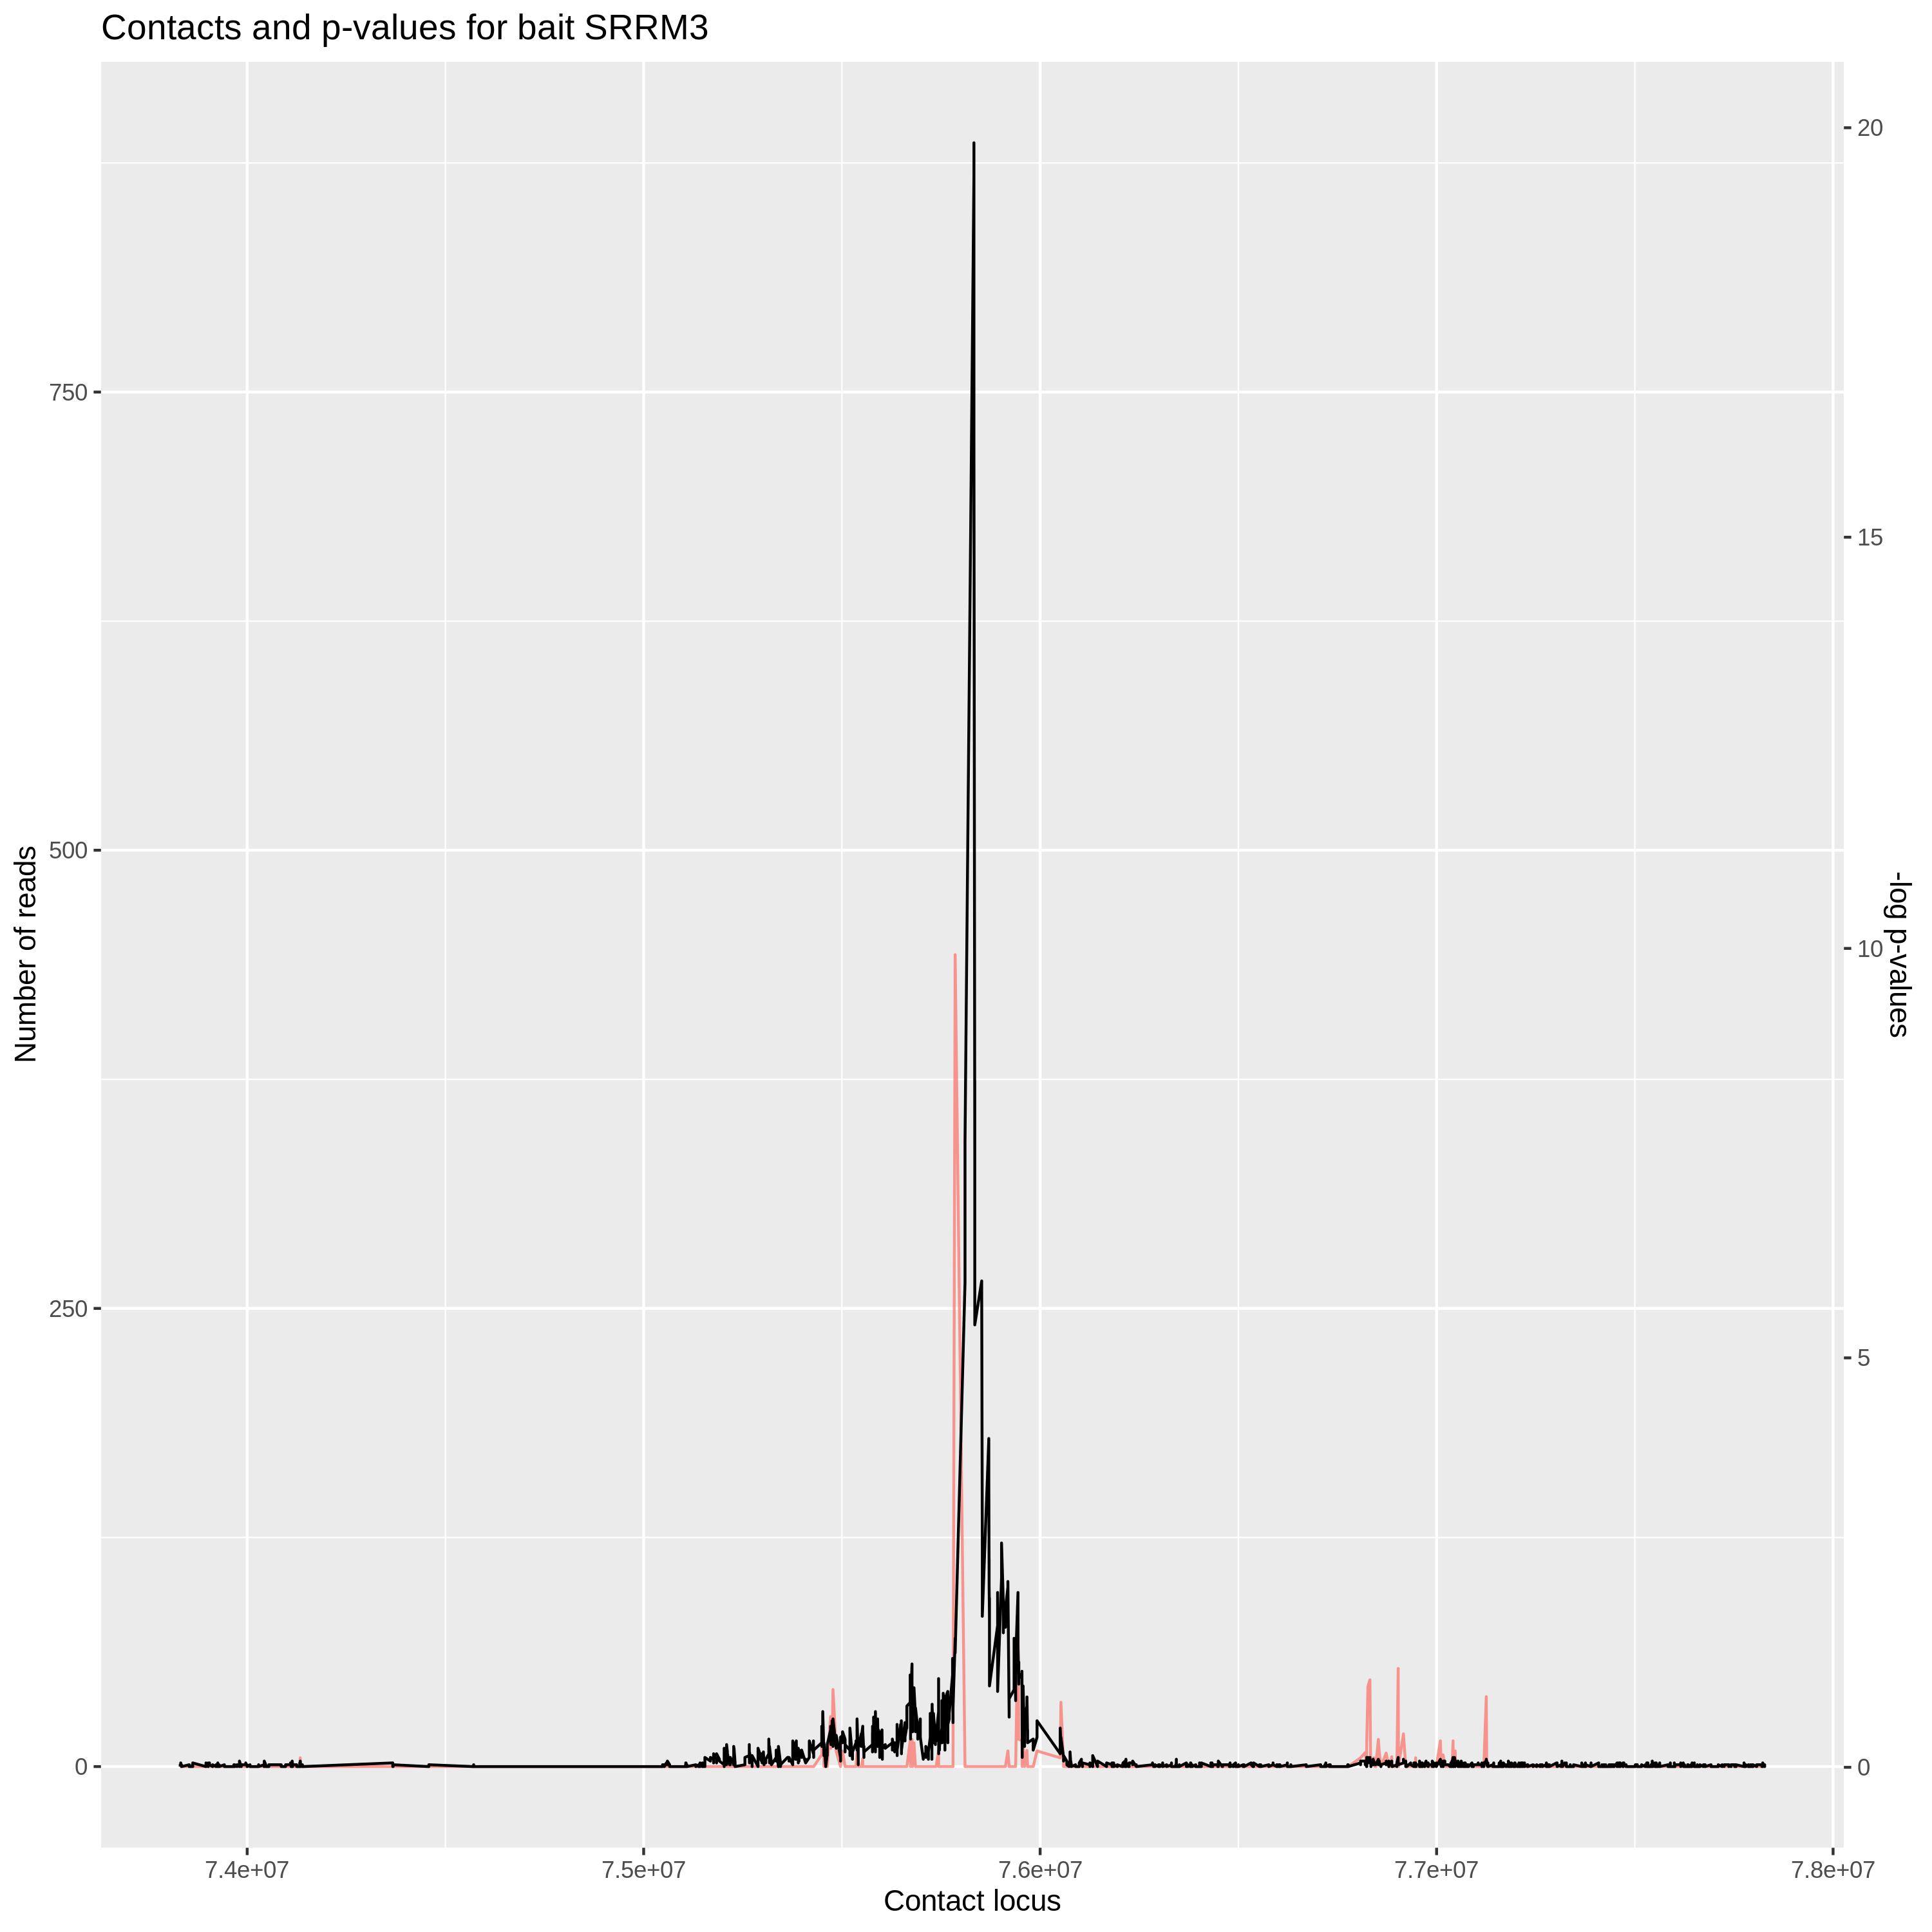 Contacts and p-values for bait SRRM3
20
750
15
Number of reads
500
10
-log p-values
250
5
0
0
7.4e+07
7.5e+07
7.6e+07
7.7e+07
7.8e+07
Contact locus